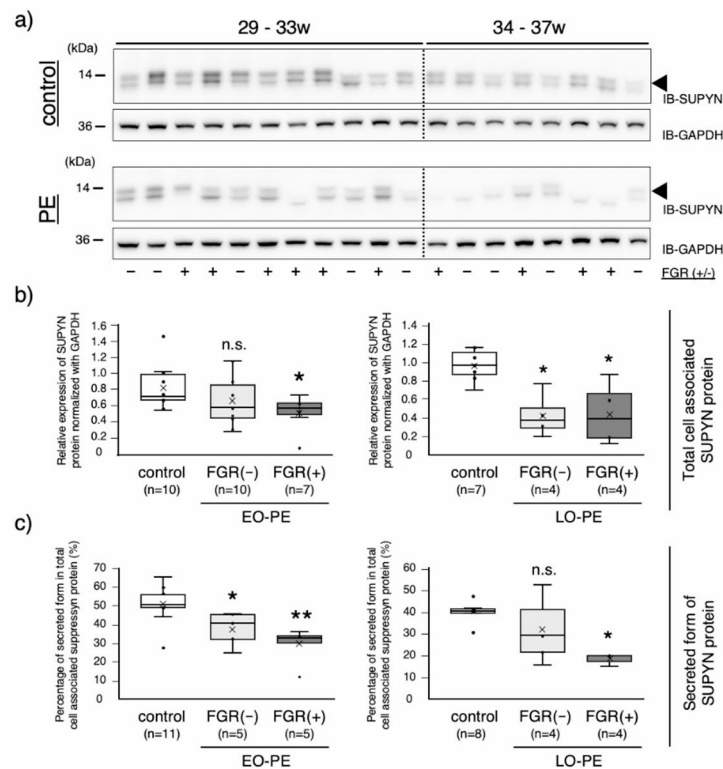 a)
29 - 33w 34 - 37w
(kDa)
control
14
IB-SUPYN
36
IB-GAPDH
(kDa)
PE
14
IB-SUPYN
36
IB-GAPDH
− − + + − + + + − + − + − − + − + + − FGR (+/-)
b)
Relative expression of SUPYN
protein normalized with GAPDH
1.6
1.4
1.2
1.0
0.8
0.6
0.4
0.2
0
n.s.
*
control FGR(−) FGR(+)
(n=10) (n=10) (n=7)
EO-PE
Relative expression of SUPYN
protein normalized with GAPDH
1.4
1.2
1.0
0.8
0.6
0.4
0.2
0
*
*
control FGR(−) FGR(+)
(n=7) (n=4) (n=4)
LO-PE
Total cell associated
SUPYN protein
c)
Percentage of secreted form in total
cell associated suppressyn protein (%)
70
60
50
40
30
20
10
0
*
**
control FGR(−) FGR(+)
(n=11) (n=5) (n=5)
EO-PE
Percentage of secreted form in total
cell associated suppressyn protein (%)
60
50
40
30
20
10
0
n.s.
*
control FGR(−) FGR(+)
(n=8) (n=4) (n=4)
LO-PE
Secreted form of
SUPYN protein